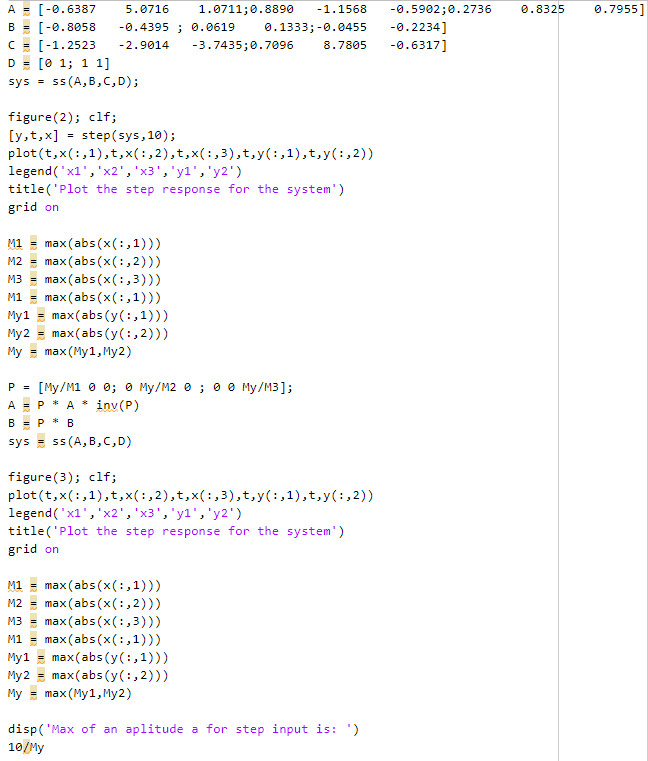 A = [-0.6387    5.0716    1.0711;0.8890   -1.1568   -0.5902;0.2736    0.8325    0.7955]
B = [-0.8058   -0.4395 ; 0.0619    0.1333;-0.0455   -0.2234]
C = [-1.2523   -2.9014   -3.7435;0.7096    8.7805   -0.6317]
D = [0 1; 1 1]
sys = ss(A,B,C,D);
figure(2); clf;
[y,t,x] = step(sys,10);
plot(t,x(:,1),t,x(:,2),t,x(:,3),t,y(:,1),t,y(:,2))
legend('x1','x2','x3','y1','y2')
title('Plot the step response for the system')
grid on
M1 = max(abs(x(:,1)))
M2 = max(abs(x(:,2)))
M3 = max(abs(x(:,3)))
M1 = max(abs(x(:,1)))
My1 = max(abs(y(:,1)))
My2 = max(abs(y(:,2)))
My = max(My1,My2)
P = [My/M1 0 0; 0 My/M2 0 ; 0 0 My/M3];
A = P * A * inv(P)
B = P * B
sys = ss(A,B,C,D)
figure(3); clf;
plot(t,x(:,1),t,x(:,2),t,x(:,3),t,y(:,1),t,y(:,2))
legend('x1','x2','x3','y1','y2')
title('Plot the step response for the system')
grid on
M1 = max(abs(x(:,1)))
M2 = max(abs(x(:,2)))
M3 = max(abs(x(:,3)))
M1 = max(abs(x(:,1)))
My1 = max(abs(y(:,1)))
My2 = max(abs(y(:,2)))
My = max(My1,My2)
disp('Max of an aplitude a for step input is: ')
10/My